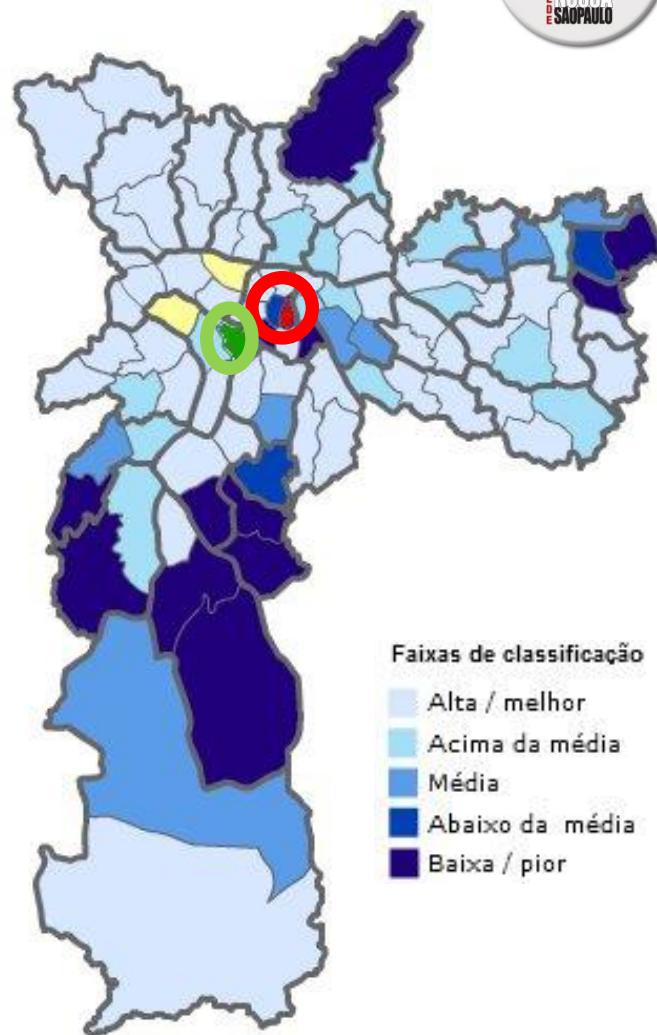 SÃOPAULO
Faixas de classificação
Alta / melhor
Acima da média
Média
Abaixo da média
Baixa / pior